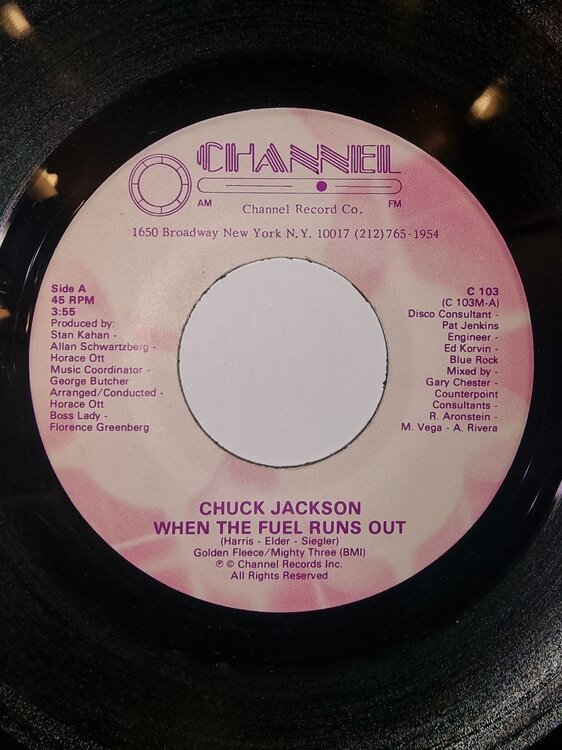 CHANNEL
AM FM
Channel Record Co.
1650 Broadway New York N.Y. 10017 (212)765-1954
Side A
45 RPM
3:55
Produced by:
Stan Kahan -
Allan Schwartzberg -
Horace Ott
Music Coordinator -
George Butcher
Arranged/Conducted -
Horace Ott
Boss Lady -
Florence Greenberg
C 103
(C 103M-A)
Disco Consultant -
Pat Jenkins
Engineer -
Ed Korvin -
Blue Rock
Mixed by -
Gary Chester -
Counterpoint
Consultants -
R. Aronstein -
M. Vega - A. Rivera
CHUCK JACKSON
WHEN THE FUEL RUNS OUT
(Harris - Elder - Siegler)
Golden Fleece/Mighty Three (BMI)
℗ © Channel Records Inc.
All Rights Reserved